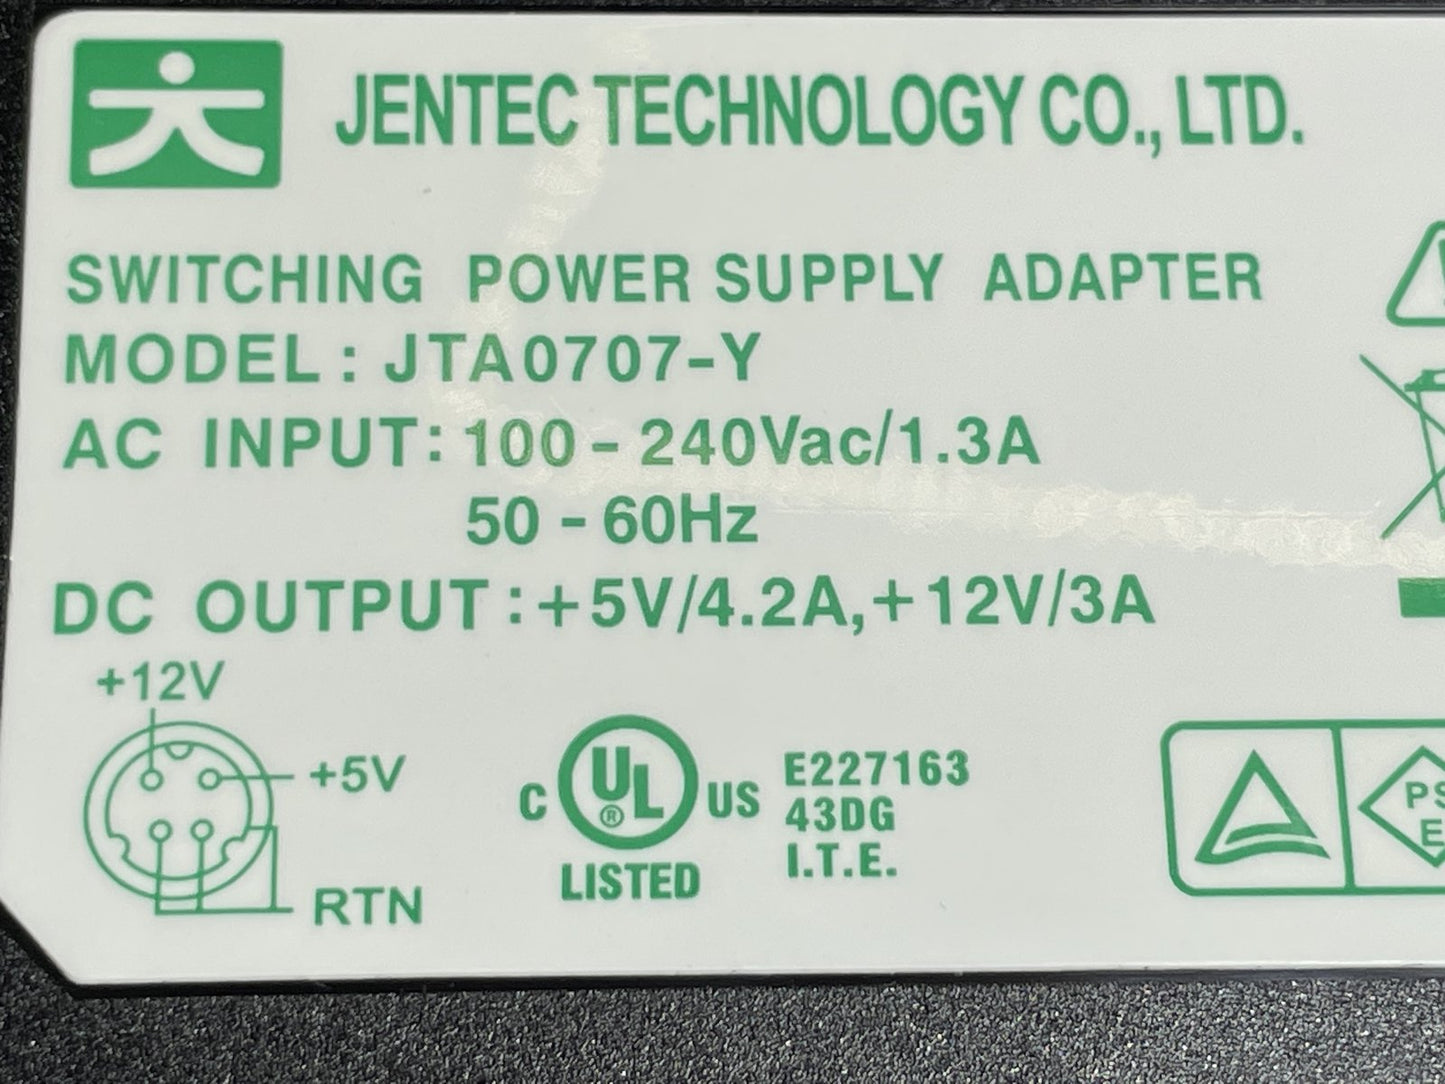 JENTEC TECHNOLOGY CO., LTD.
SWITCHING POWER SUPPLY ADAPTER
MODEL : JTA0707-Y
AC INPUT: 100 - 240Vac/1.3A
50 - 60Hz
DC OUTPUT : +5V/4.2A, +12V/3A
+12V
+5V
RTN
C UL US
®
LISTED
E227163
43DG
I.T.E.
PS
E